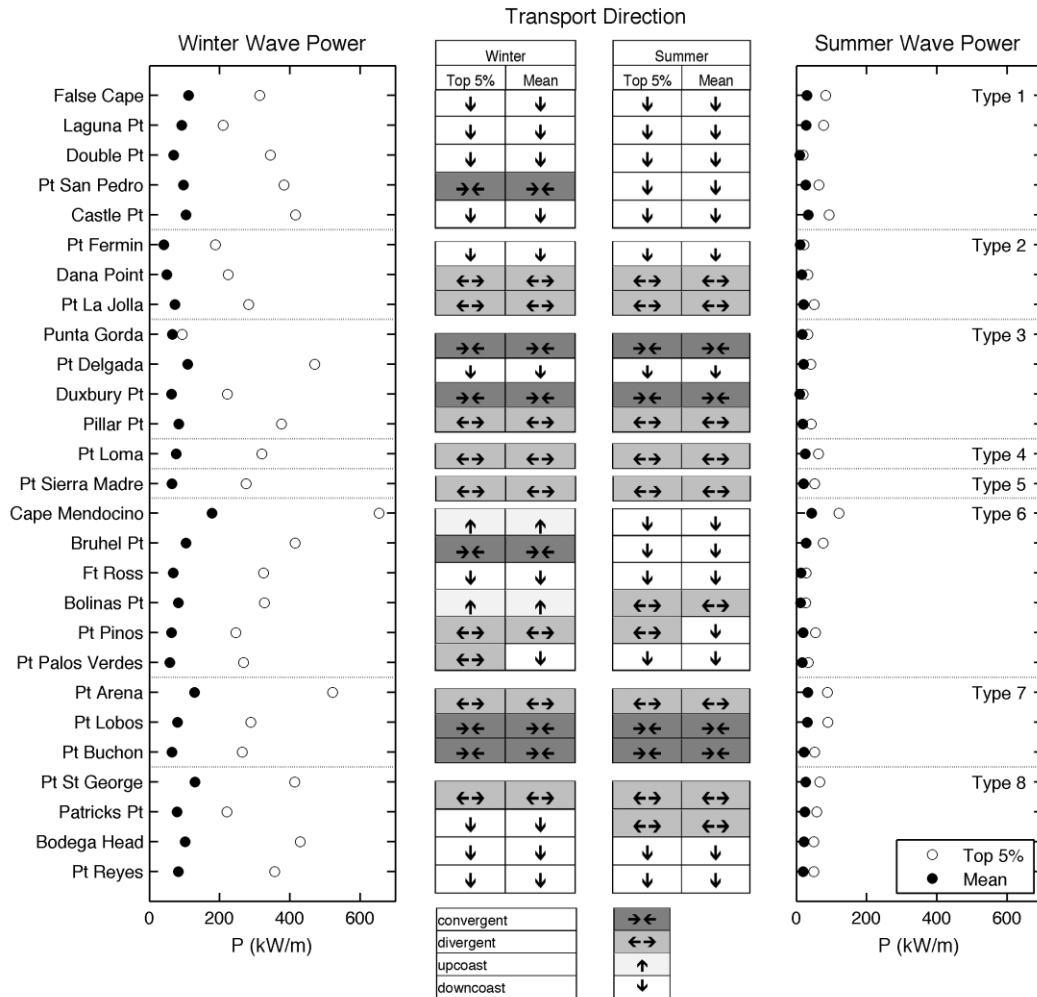 Transport Direction
Winter Wave Power
Summer Wave Power
Winter
Summer
Top 5%
Mean
Top 5%
Mean
False Cape
Laguna Pt
Double Pt
Pt San Pedro
Castle Pt
Pt Fermin
Dana Point
Pt La Jolla
Punta Gorda
Pt Delgada
Duxbury Pt
Pillar Pt
Pt Loma
Pt Sierra Madre
Cape Mendocino
Bruhel Pt
Ft Ross
Bolinas Pt
Pt Pinos
Pt Palos Verdes
Pt Arena
Pt Lobos
Pt Buchon
Pt St George
Patricks Pt
Bodega Head
Pt Reyes
0 200 400 600
P (kW/m)
convergent
divergent
upcoast
downcoast
Type 1
Type 2
Type 3
Type 4
Type 5
Type 6
Type 7
Type 8
Top 5%
Mean
0 200 400 600
P (kW/m)